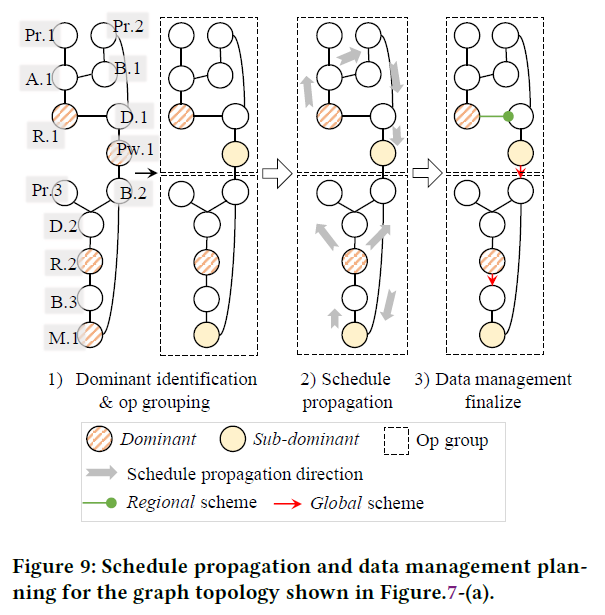 Pr.1
Pr.2
A.1
B.1
R.1
D.1
Pw.1
Pr.3
B.2
D.2
R.2
B.3
M.1
1) Dominant identification
& op grouping
2) Schedule
propagation
3) Data management
finalize
Dominant
Sub-dominant
Op group
Schedule propagation direction
Regional scheme
Global scheme
Figure 9: Schedule propagation and data management plan-
ning for the graph topology shown in Figure.7-(a).